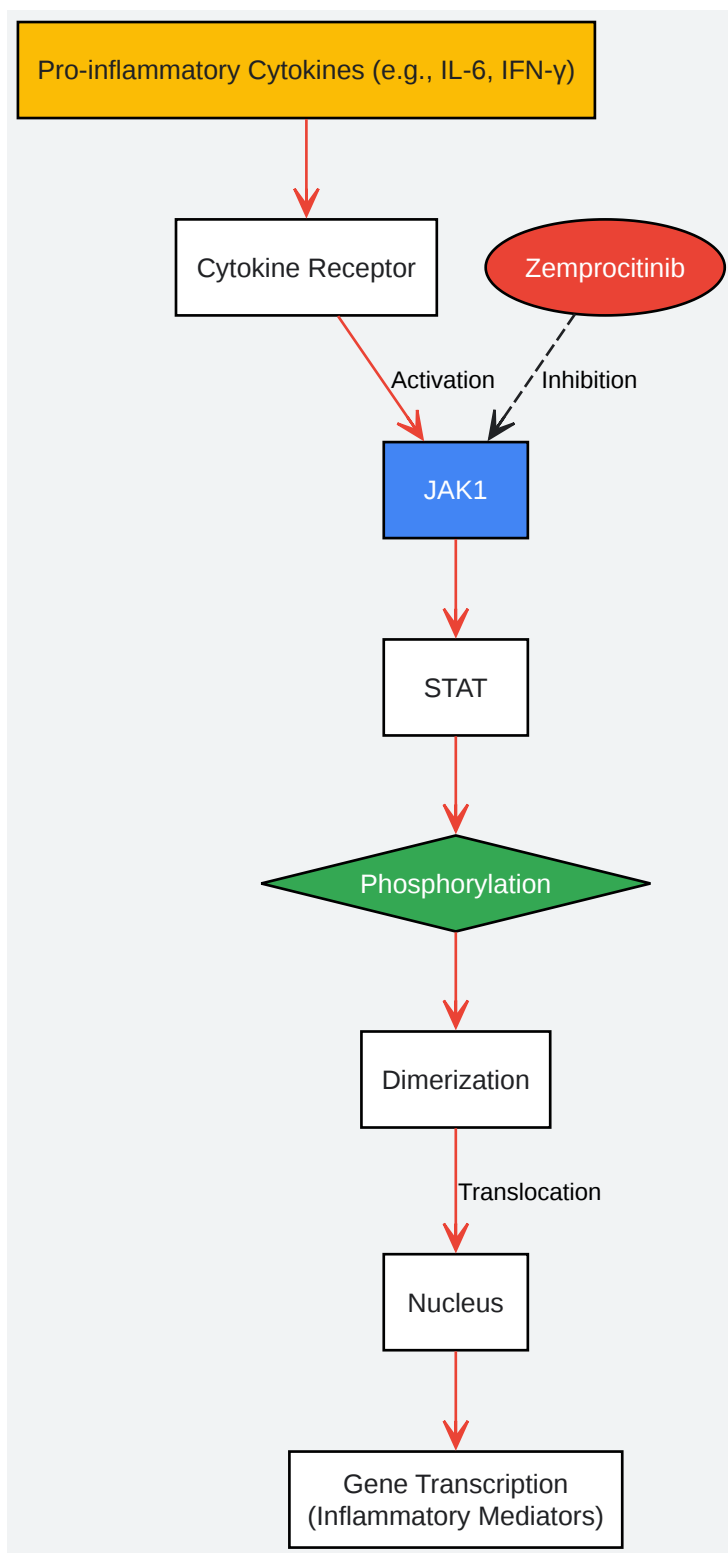 Pro-inflammatory Cytokines (e.g., IL-6, IFN-γ)
Cytokine Receptor
Zemprocitinib
Activation
Inhibition
JAK1
STAT
Phosphorylation
Dimerization
Translocation
Nucleus
Gene Transcription
(Inflammatory Mediators)